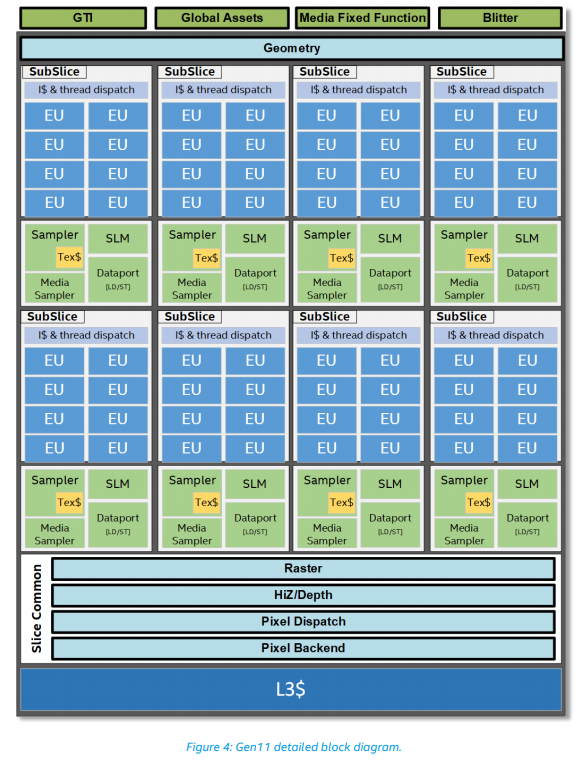 GTI Global Assets Media Fixed Function Blitter
Geometry
SubSlice SubSlice SubSlice SubSlice
I$ & thread dispatch I$ & thread dispatch I$ & thread dispatch I$ & thread dispatch
EU EU EU EU EU EU EU EU
EU EU EU EU EU EU EU EU
EU EU EU EU EU EU EU EU
EU EU EU EU EU EU EU EU
Sampler SLM Sampler SLM Sampler SLM Sampler SLM
Tex$ Tex$ Tex$ Tex$
Dataport Dataport Dataport Dataport
Media [LD/ST] Media [LD/ST] Media [LD/ST] Media [LD/ST]
Sampler Sampler Sampler Sampler
SubSlice SubSlice SubSlice SubSlice
I$ & thread dispatch I$ & thread dispatch I$ & thread dispatch I$ & thread dispatch
EU EU EU EU EU EU EU EU
EU EU EU EU EU EU EU EU
EU EU EU EU EU EU EU EU
EU EU EU EU EU EU EU EU
Sampler SLM Sampler SLM Sampler SLM Sampler SLM
Tex$ Tex$ Tex$ Tex$
Dataport Dataport Dataport Dataport
Media [LD/ST] Media [LD/ST] Media [LD/ST] Media [LD/ST]
Sampler Sampler Sampler Sampler
Slice Common
Raster
HiZ/Depth
Pixel Dispatch
Pixel Backend
L3$
Figure 4: Gen11 detailed block diagram.